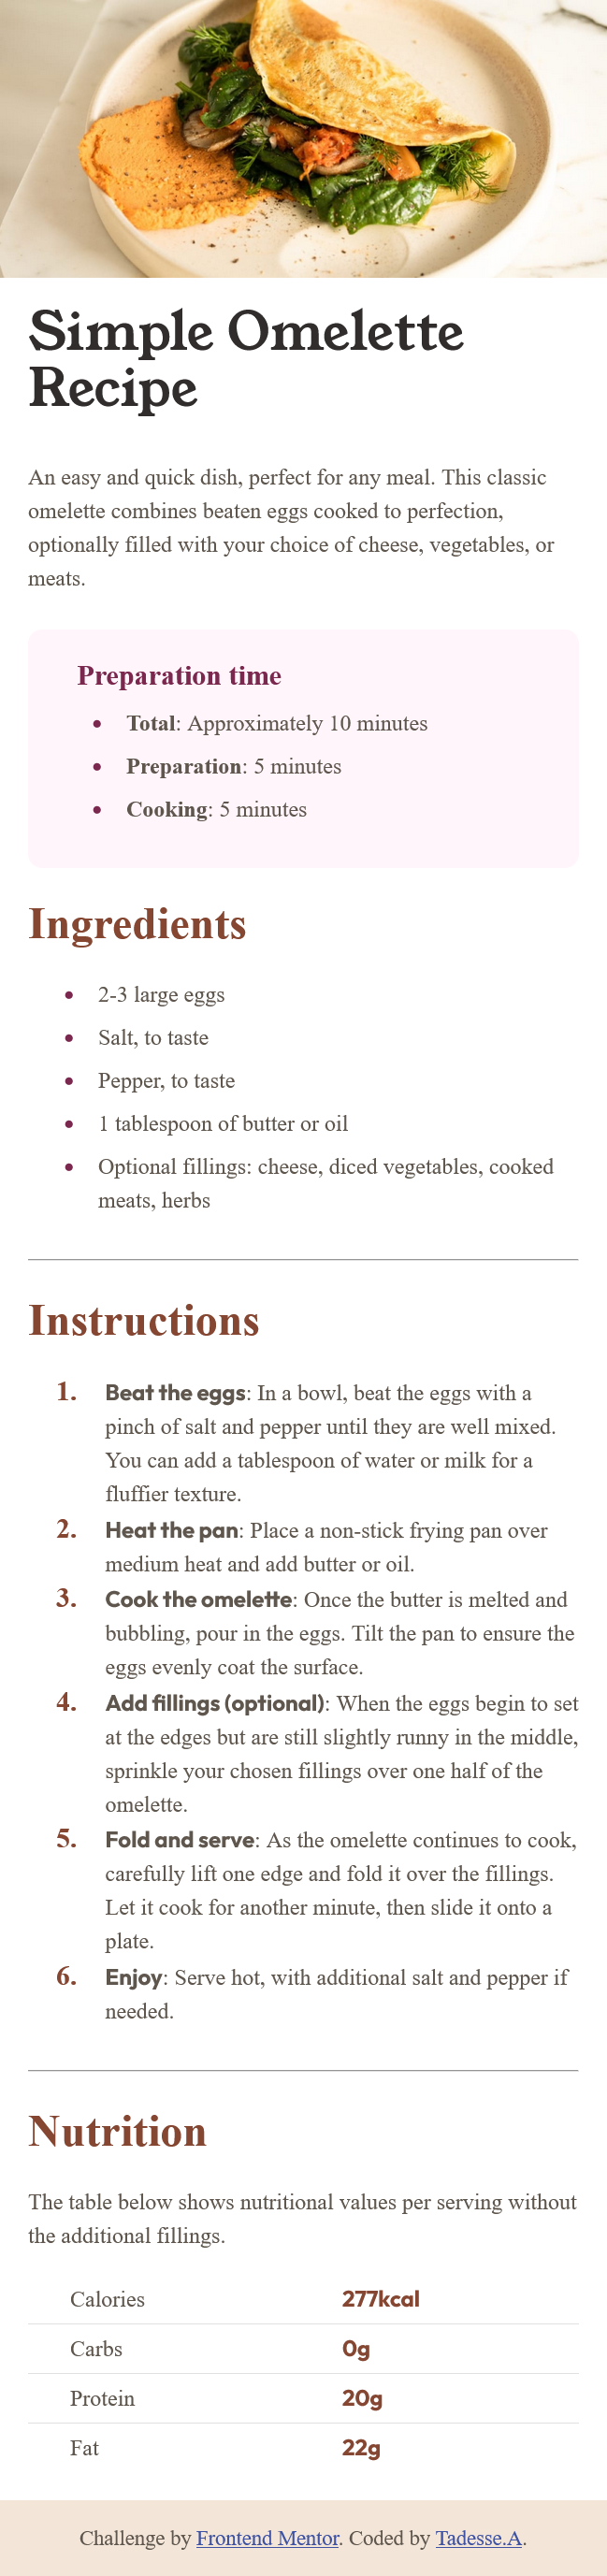 Simple Omelette
Recipe
An easy and quick dish, perfect for any meal. This classic
omelette combines beaten eggs cooked to perfection,
optionally filled with your choice of cheese, vegetables, or
meats.
Preparation time
• Total: Approximately 10 minutes
• Preparation: 5 minutes
• Cooking: 5 minutes
Ingredients
• 2-3 large eggs
• Salt, to taste
• Pepper, to taste
• 1 tablespoon of butter or oil
• Optional fillings: cheese, diced vegetables, cooked
meats, herbs
Instructions
1. Beat the eggs: In a bowl, beat the eggs with a
pinch of salt and pepper until they are well mixed.
You can add a tablespoon of water or milk for a
fluffier texture.
2. Heat the pan: Place a non-stick frying pan over
medium heat and add butter or oil.
3. Cook the omelette: Once the butter is melted and
bubbling, pour in the eggs. Tilt the pan to ensure the
eggs evenly coat the surface.
4. Add fillings (optional): When the eggs begin to set
at the edges but are still slightly runny in the middle,
sprinkle your chosen fillings over one half of the
omelette.
5. Fold and serve: As the omelette continues to cook,
carefully lift one edge and fold it over the fillings.
Let it cook for another minute, then slide it onto a
plate.
6. Enjoy: Serve hot, with additional salt and pepper if
needed.
Nutrition
The table below shows nutritional values per serving without
the additional fillings.
Calories 277kcal
Carbs 0g
Protein 20g
Fat 22g
Challenge by Frontend Mentor. Coded by Tadesse.A.